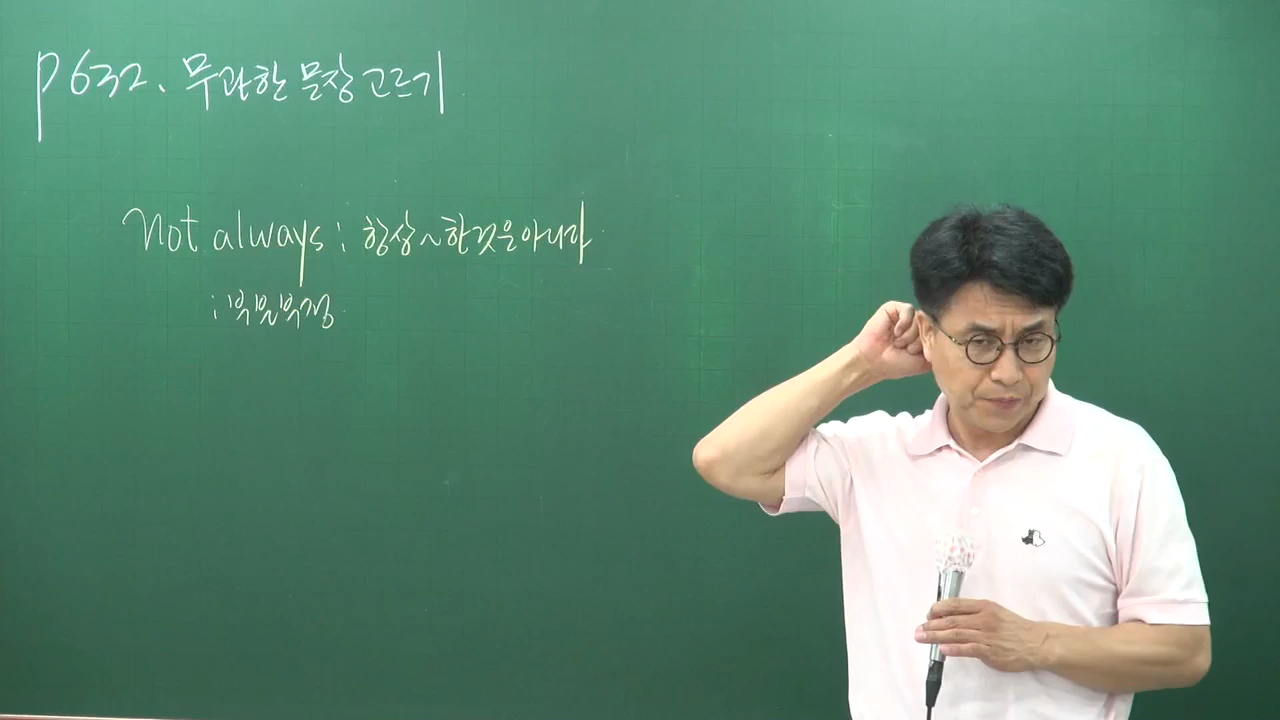 p632. 무관한 문장 고르기
not always : 항상~한것은아니다
: 부분부정